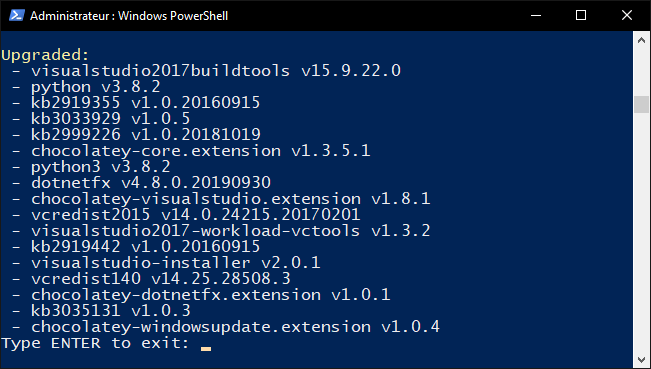 Administrateur : Windows PowerShell
Upgraded:
- visualstudio2017buildtools v15.9.22.0
- python v3.8.2
- kb2919355 v1.0.20160915
- kb3033929 v1.0.5
- kb2999226 v1.0.20181019
- chocolatey-core.extension v1.3.5.1
- python3 v3.8.2
- dotnetfx v4.8.0.20190930
- chocolatey-visualstudio.extension v1.8.1
- vcredist2015 v14.0.24215.20170201
- visualstudio2017-workload-vctools v1.3.2
- kb2919442 v1.0.20160915
- visualstudio-installer v2.0.1
- vcredist140 v14.25.28508.3
- chocolatey-dotnetfx.extension v1.0.1
- kb3035131 v1.0.3
- chocolatey-windowsupdate.extension v1.0.4
Type ENTER to exit: